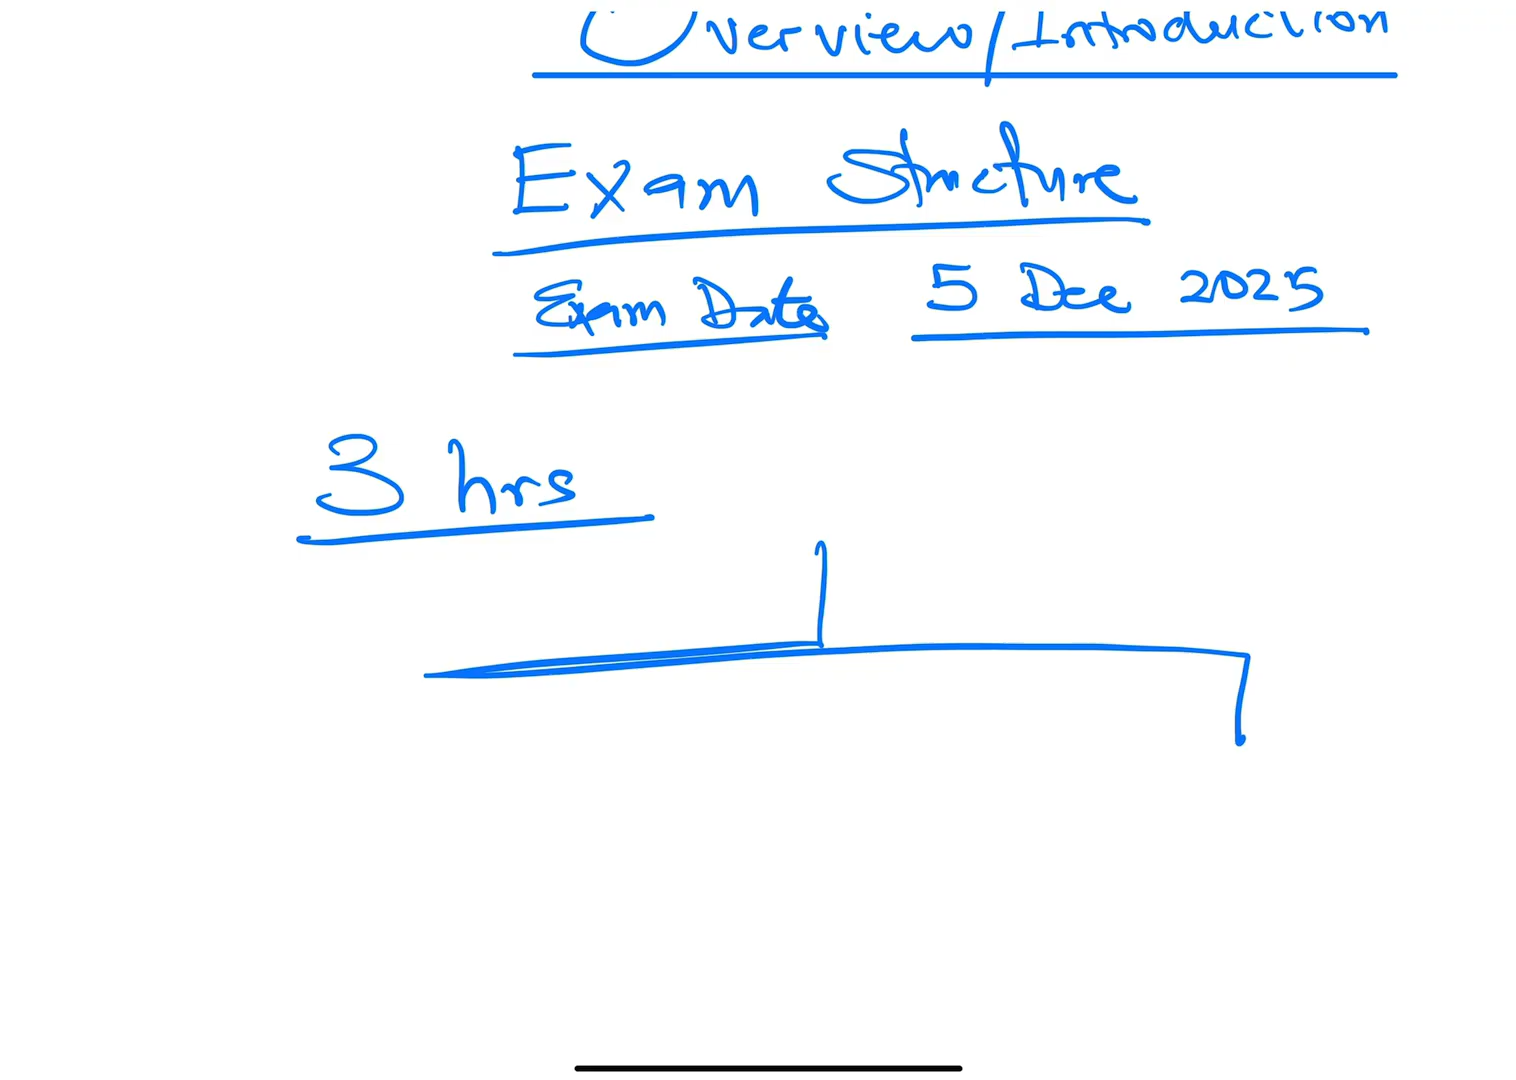 Overview/Introduction
Exam Structure
Exam Date 5 Dec 2025
3 hrs